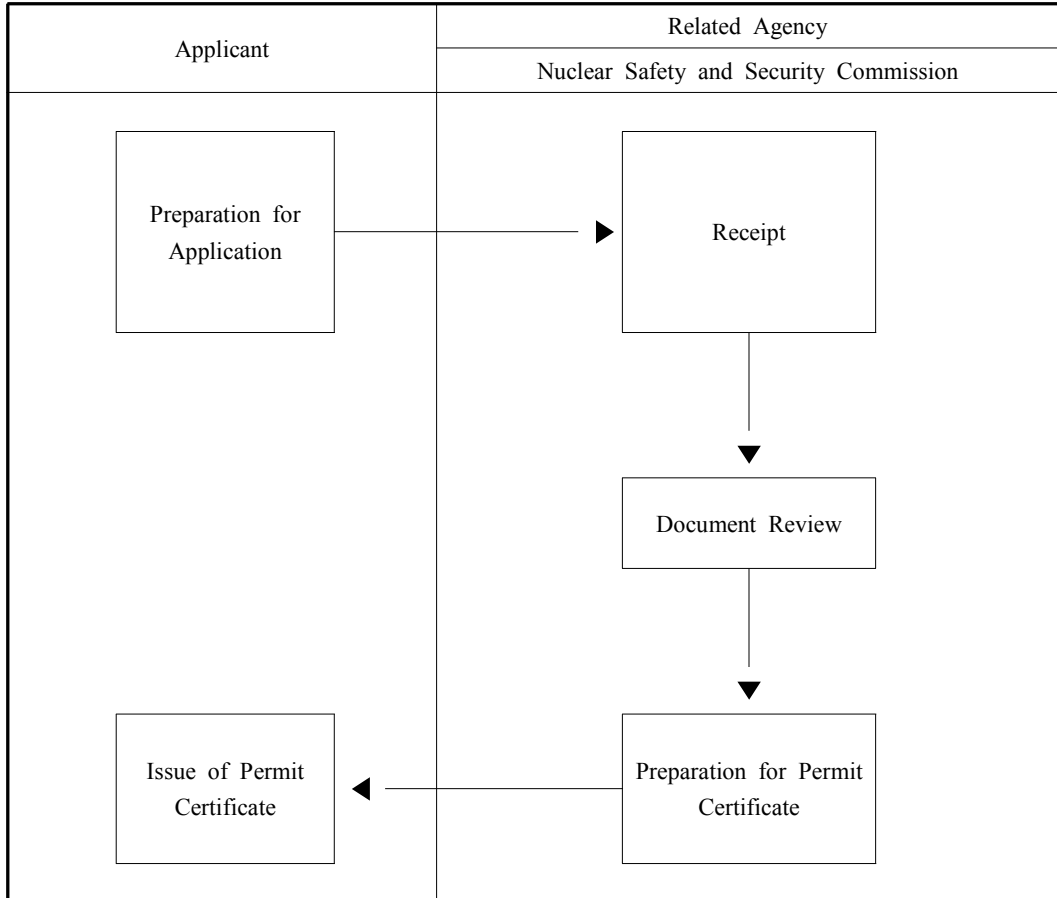 Applicant
Related Agency
Nuclear Safety and Security Commission
Preparation for
Application
Receipt
Document Review
Issue of Permit
Certificate
Preparation for Permit
Certificate